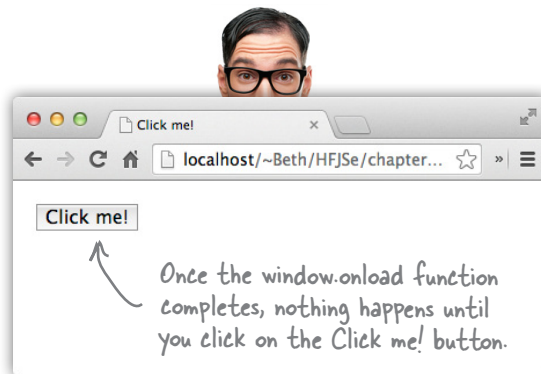 Click me!
localhost/~Beth/HFJSe/chapter...
Click me!
Once the window.onload function
completes, nothing happens until
you click on the Click me! button.